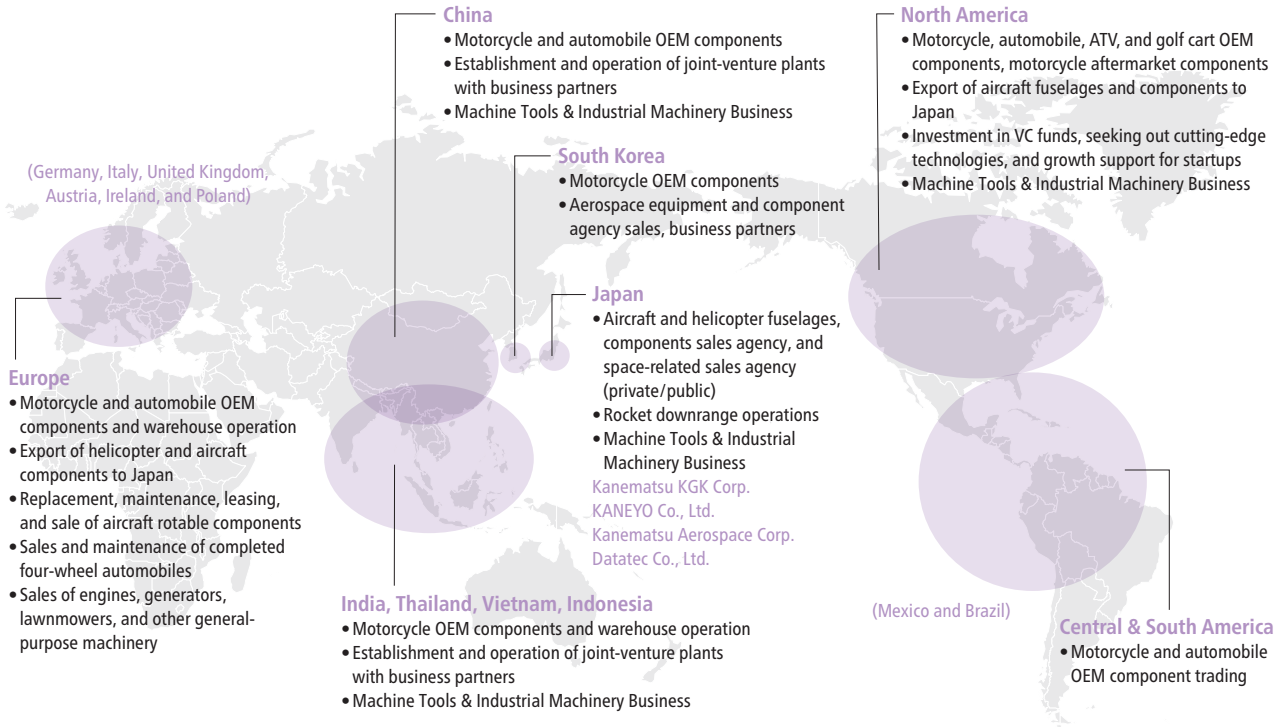 China
• Motorcycle and automobile OEM components
• Establishment and operation of joint-venture plants
with business partners
• Machine Tools & Industrial Machinery Business
North America
• Motorcycle, automobile, ATV, and golf cart OEM
components, motorcycle aftermarket components
• Export of aircraft fuselages and components to
Japan
• Investment in VC funds, seeking out cutting-edge
technologies, and growth support for startups
• Machine Tools & Industrial Machinery Business
South Korea
• Motorcycle OEM components
• Aerospace equipment and component
agency sales, business partners
(Germany, Italy, United Kingdom,
Austria, Ireland, and Poland)
Japan
• Aircraft and helicopter fuselages,
components sales agency, and
space-related sales agency
(private/public)
• Rocket downrange operations
• Machine Tools & Industrial
Machinery Business
Kanematsu KGK Corp.
KANEYO Co., Ltd.
Kanematsu Aerospace Corp.
Datatec Co., Ltd.
Europe
• Motorcycle and automobile OEM
components and warehouse operation
• Export of helicopter and aircraft
components to Japan
• Replacement, maintenance, leasing,
and sale of aircraft rotable components
• Sales and maintenance of completed
four-wheel automobiles
• Sales of engines, generators,
lawnmowers, and other general-
purpose machinery
India, Thailand, Vietnam, Indonesia
• Motorcycle OEM components and warehouse operation
• Establishment and operation of joint-venture plants
with business partners
• Machine Tools & Industrial Machinery Business
(Mexico and Brazil)
Central & South America
• Motorcycle and automobile
OEM component trading